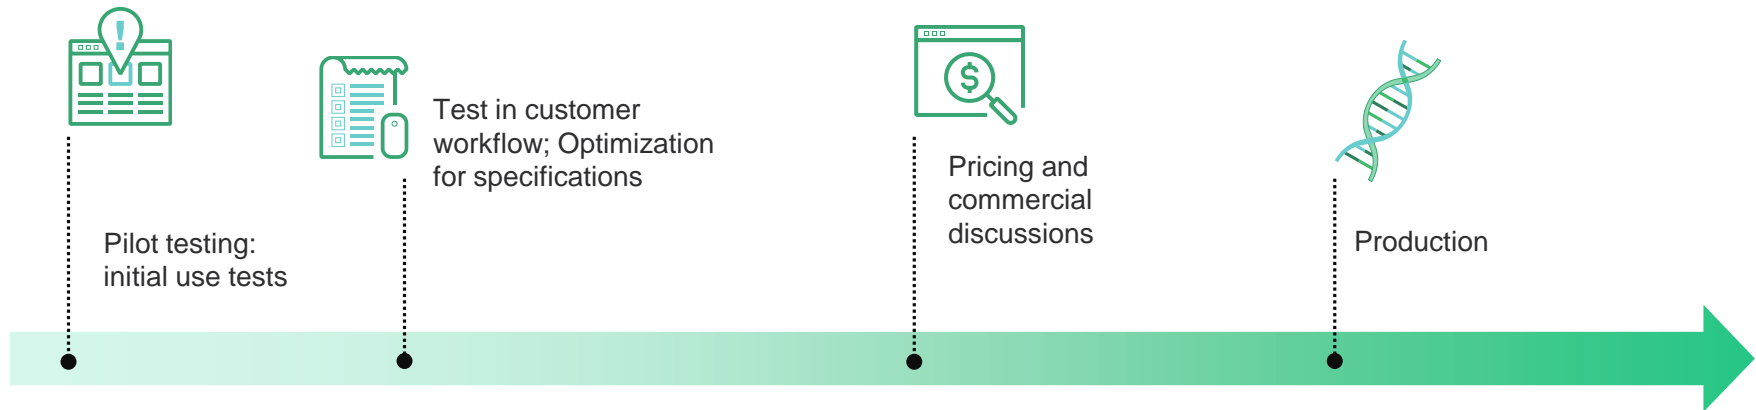 Pilot testing:
initial use tests
Test in customer
workflow; Optimization
for specifications
Pricing and
commercial
discussions
Production